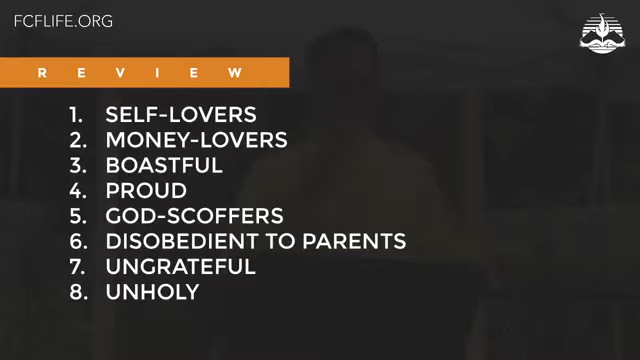 FCFLIFE.ORG
REVIEW
1. SELF-LOVERS
2. MONEY-LOVERS
3. BOASTFUL
4. PROUD
5. GOD-SCOFFERS
6. DISOBEDIENT TO PARENTS
7. UNGRATEFUL
8. UNHOLY